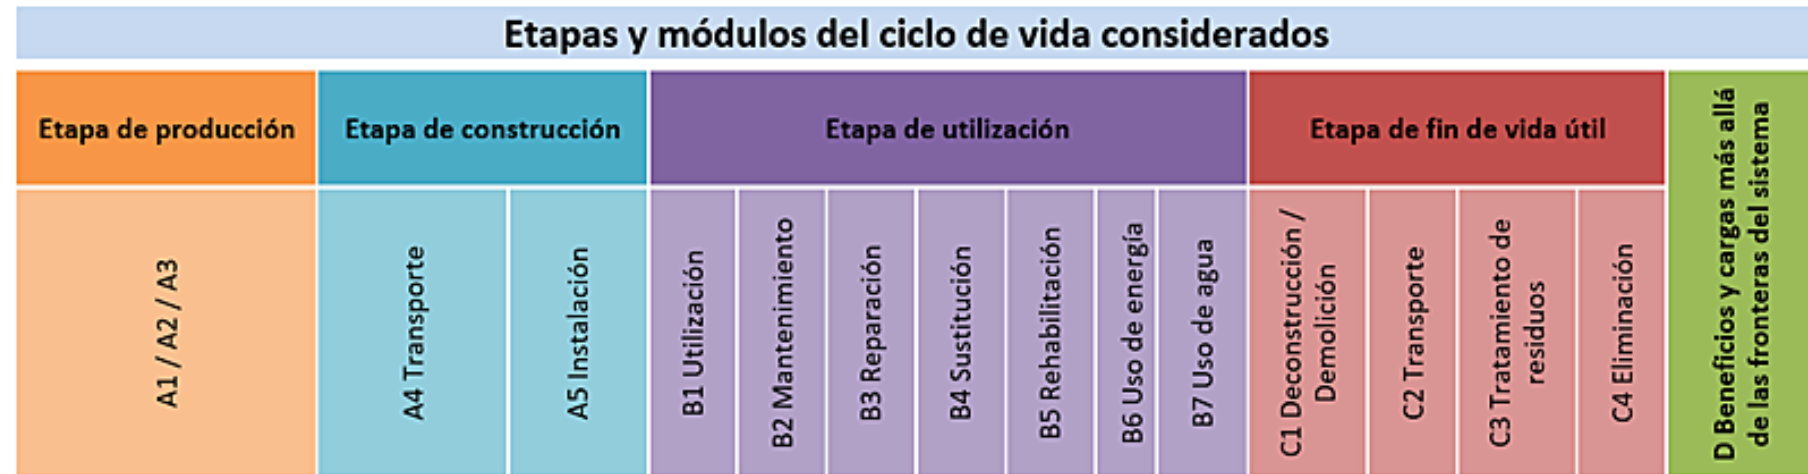 Etapas y módulos del ciclo de vida considerados
Etapa de producción
Etapa de construcción
Etapa de utilización
Etapa de fin de vida útil
D Beneficios y cargas más allá
de las fronteras del sistema
A1 / A2 / A3
A4 Transporte
A5 Instalación
B1 Utilización
B2 Mantenimiento
B3 Reparación
B4 Sustitución
B5 Rehabilitación
B6 Uso de energía
B7 Uso de agua
C1 Deconstrucción /
Demolición
C2 Transporte
C3 Tratamiento de
residuos
C4 Eliminación